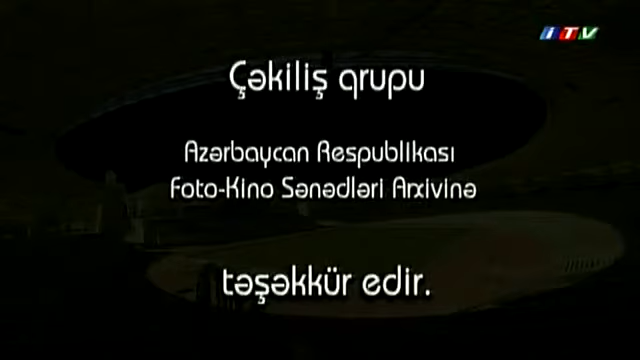 İTV
Çəkiliş qrupu
Azərbaycan Respublikası
Foto-Kino Sənədləri Arxivinə
təşəkkür edir.